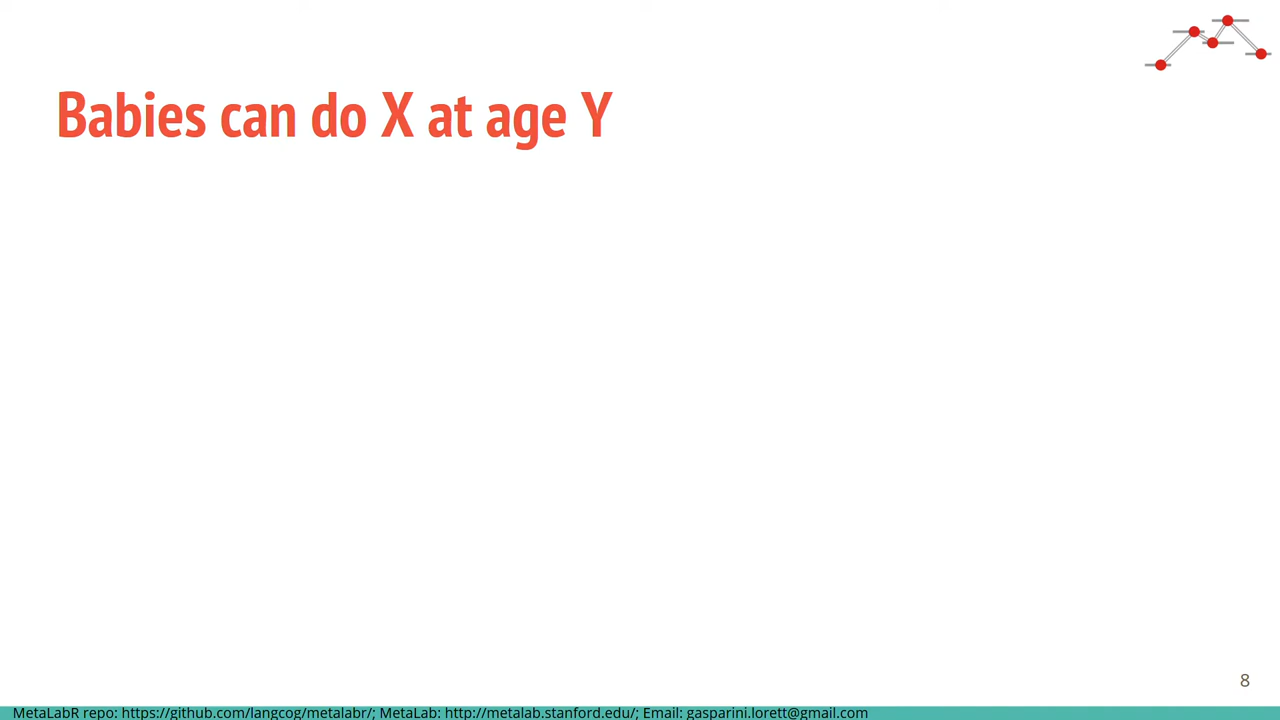 Babies can do X at age Y
8
MetaLabR repo: https://github.com/langcog/metalabr/; MetaLab: http://metalab.stanford.edu/; Email: gasparini.lorett@gmail.com